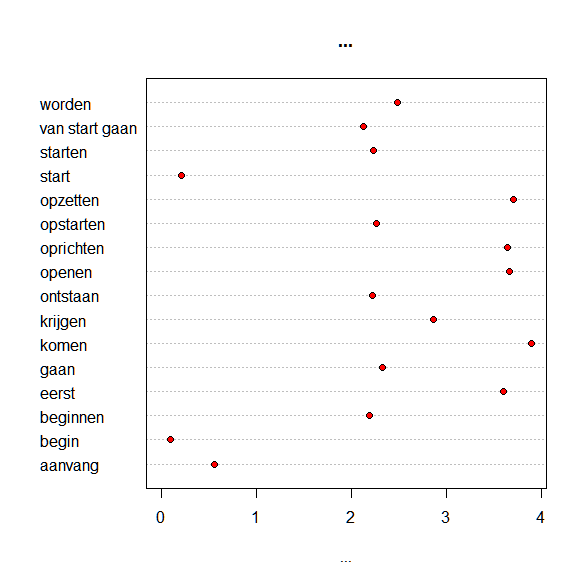 ...
worden
van start gaan
starten
start
opzetten
opstarten
oprichten
openen
ontstaan
krijgen
komen
gaan
eerst
beginnen
begin
aanvang
0 1 2 3 4
...